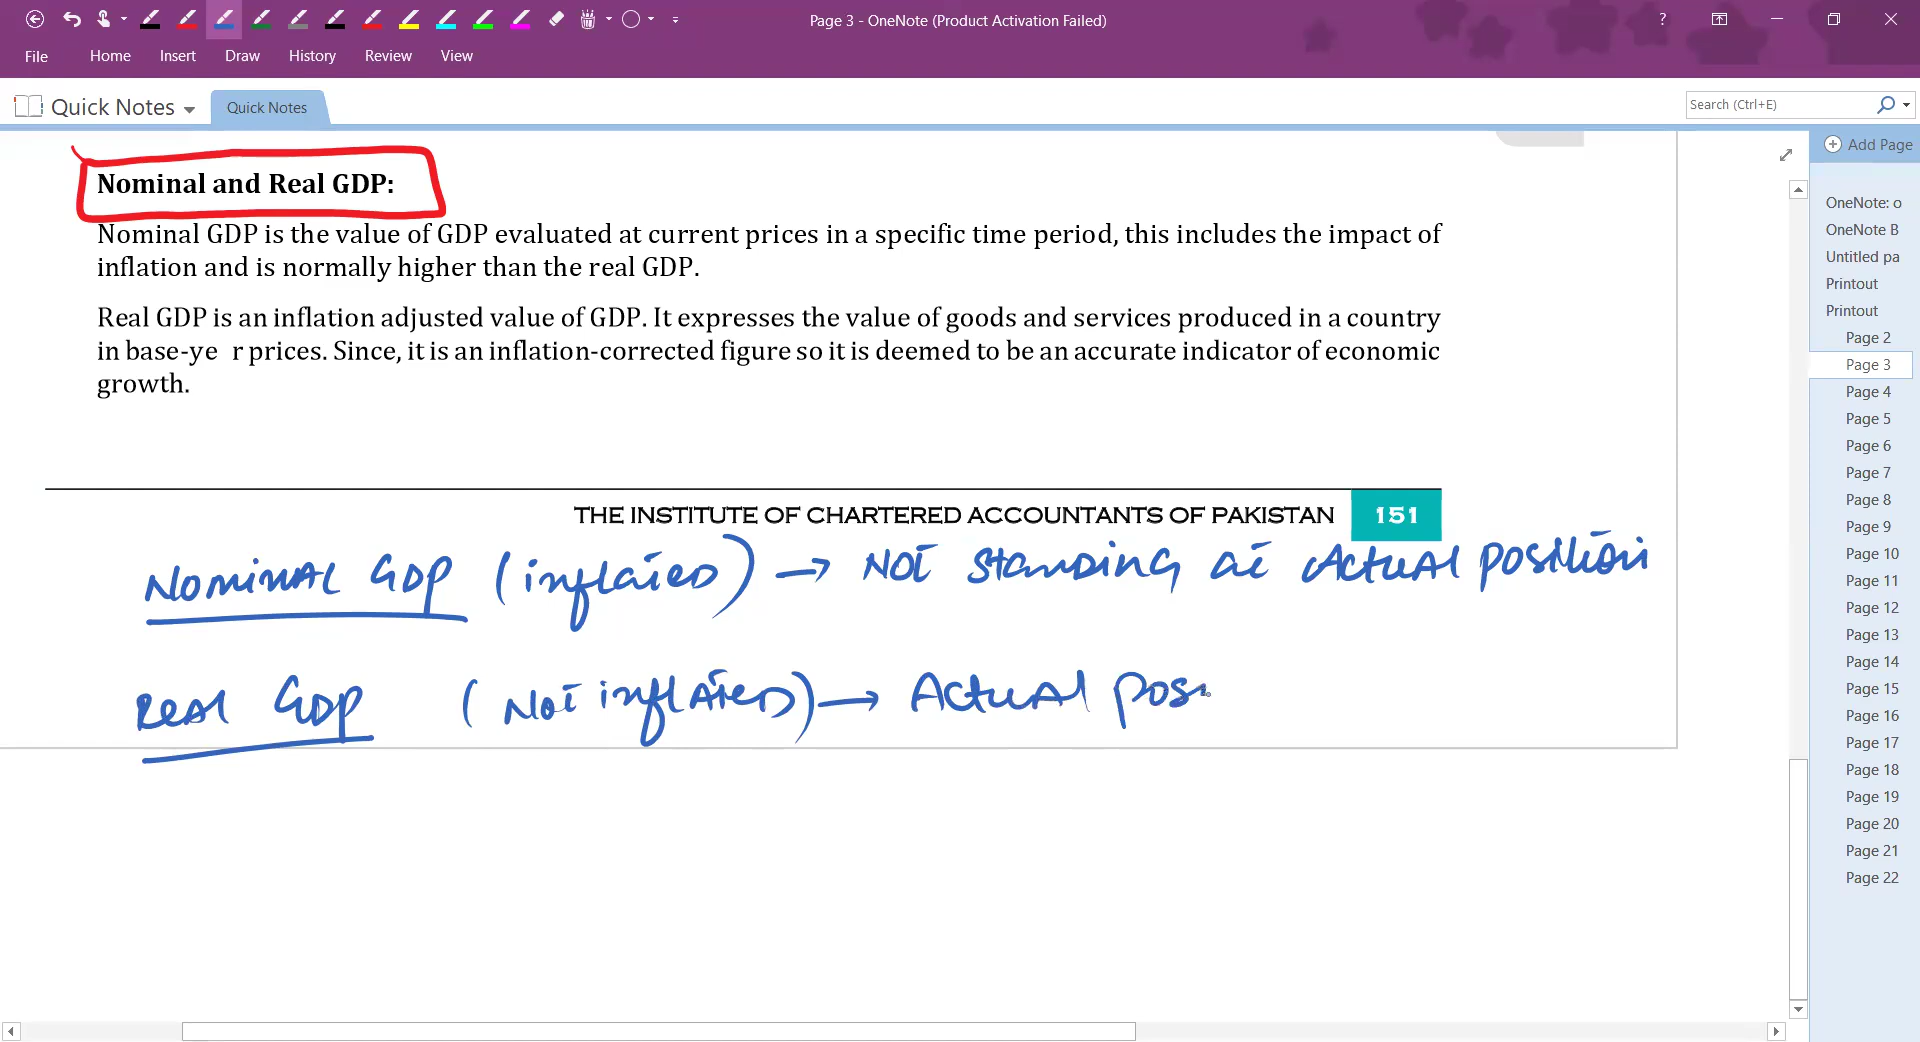 Page 3 - OneNote (Product Activation Failed)
?
File Home Insert Draw History Review View
Quick Notes
Quick Notes
Search (Ctrl+E)
Add Page
Nominal and Real GDP:
Nominal GDP is the value of GDP evaluated at current prices in a specific time period, this includes the impact of
inflation and is normally higher than the real GDP.
Real GDP is an inflation adjusted value of GDP. It expresses the value of goods and services produced in a country
in base-ye r prices. Since, it is an inflation-corrected figure so it is deemed to be an accurate indicator of economic
growth.
THE INSTITUTE OF CHARTERED ACCOUNTANTS OF PAKISTAN 151
Nominal GDP (inflated) → Not standing at Actual position
Real GDP (Not inflated) → Actual pos
OneNote: o
OneNote B
Untitled pa
Printout
Printout
Page 2
Page 3
Page 4
Page 5
Page 6
Page 7
Page 8
Page 9
Page 10
Page 11
Page 12
Page 13
Page 14
Page 15
Page 16
Page 17
Page 18
Page 19
Page 20
Page 21
Page 22